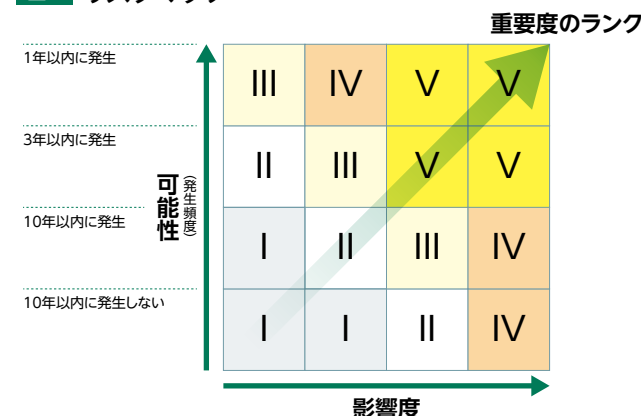 重要度のランク
1年以内に発生
III IV V V
3年以内に発生
II III V V
可能性
(発生頻度)
10年以内に発生
I II III IV
10年以内に発生しない
I I II IV
影響度